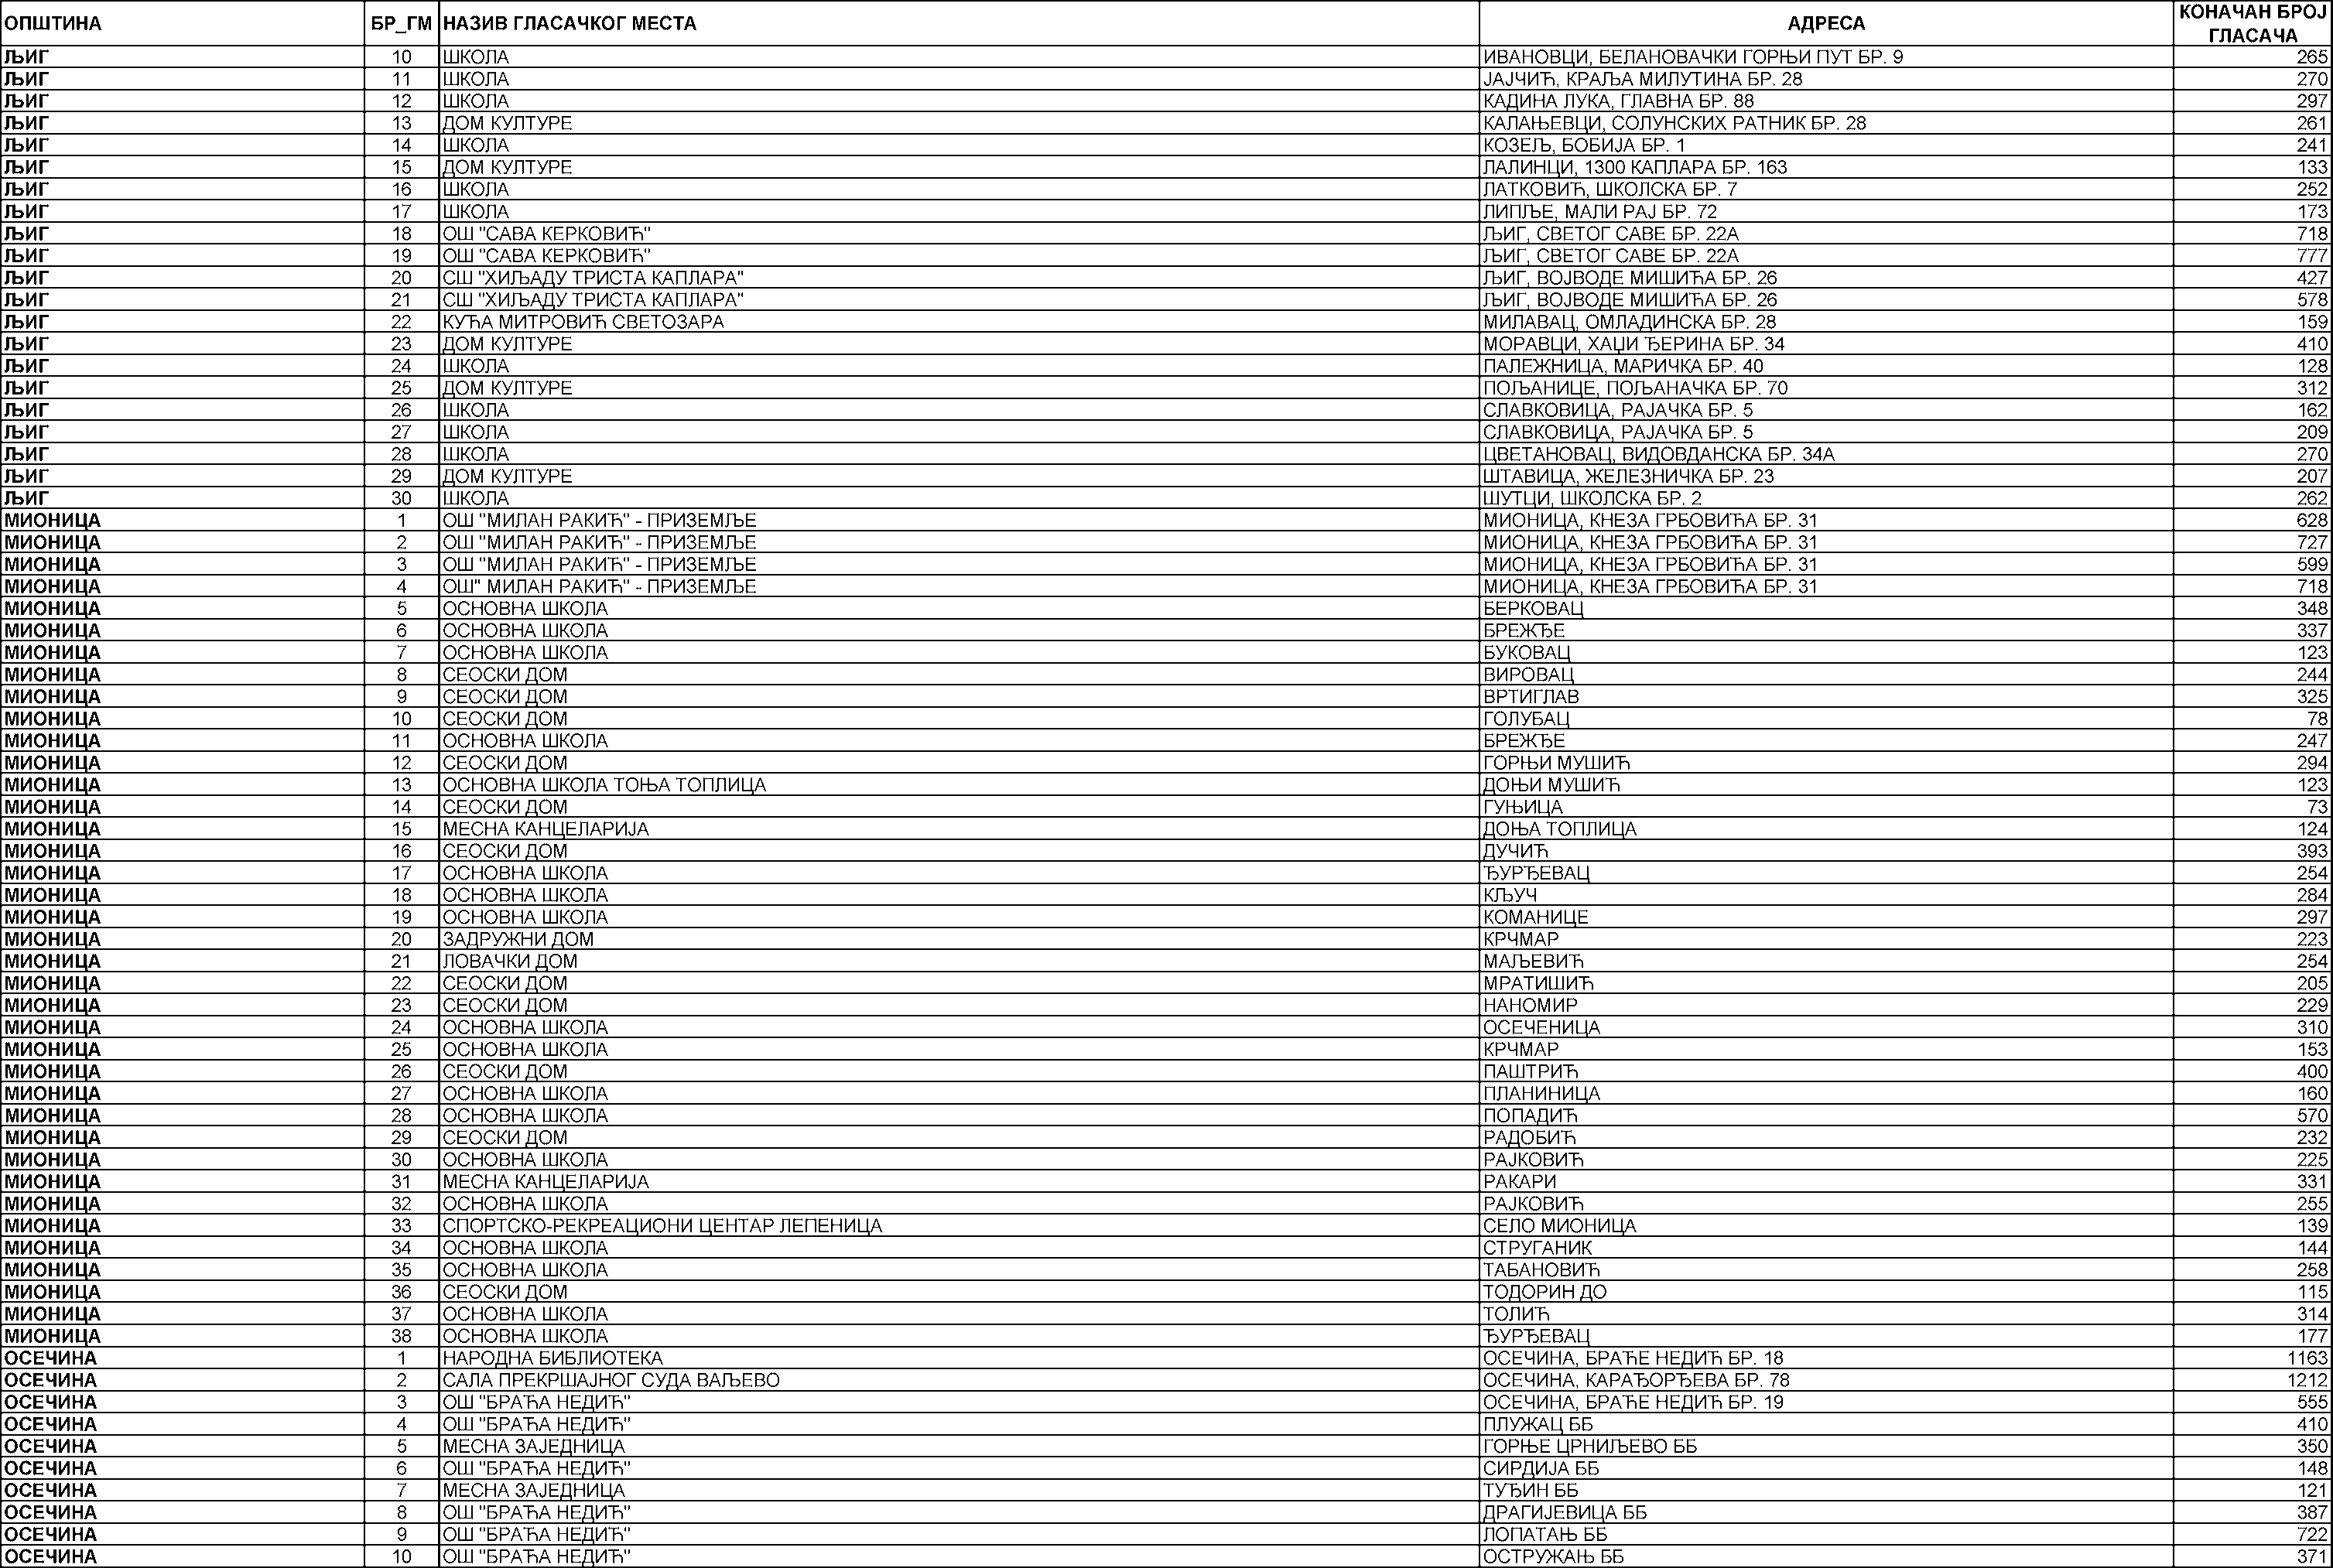 ОПШТИНА БР_ГМ НАЗИВ ГЛАСАЧКОГ МЕСТА АДРЕСА КОНАЧАН БРОЈ ГЛАСАЧА
ЉИГ 10 ШКОЛА ИВАНОВЦИ, БЕЛАНОВАЧКИ ГОРЊИ ПУТ БР. 9 265
ЉИГ 11 ШКОЛА ЈАЈЧИЋ, КРАЉА МИЛУТИНА БР. 28 270
ЉИГ 12 ШКОЛА КАДИНА ЛУКА, ГЛАВНА БР. 88 297
ЉИГ 13 ДОМ КУЛТУРЕ КАЛАЊЕВЦИ, СОЛУНСКИХ РАТНИК БР. 28 261
ЉИГ 14 ШКОЛА КОЗЕЉ, БОБИЈА БР. 1 241
ЉИГ 15 ДОМ КУЛТУРЕ ЛАЛИНЦИ, 1300 КАПЛАРА БР. 163 133
ЉИГ 16 ШКОЛА ЛАТКОВИЋ, ШКОЛСКА БР. 7 252
ЉИГ 17 ШКОЛА ЛИПЉЕ, МАЛИ РАЈ БР. 72 173
ЉИГ 18 ОШ "САВА КЕРКОВИЋ" ЉИГ, СВЕТОГ САВЕ БР. 22А 718
ЉИГ 19 ОШ "САВА КЕРКОВИЋ" ЉИГ, СВЕТОГ САВЕ БР. 22А 777
ЉИГ 20 СШ "ХИЉАДУ ТРИСТА КАПЛАРА" ЉИГ, ВОЈВОДЕ МИШИЋА БР. 26 427
ЉИГ 21 СШ "ХИЉАДУ ТРИСТА КАПЛАРА" ЉИГ, ВОЈВОДЕ МИШИЋА БР. 26 578
ЉИГ 22 КУЋА МИТРОВИЋ СВЕТОЗАРА МИЛАВАЦ, ОМЛАДИНСКА БР. 28 159
ЉИГ 23 ДОМ КУЛТУРЕ МОРАВЦИ, ХАЏИ ЂЕРИНА БР. 34 410
ЉИГ 24 ШКОЛА ПАЛЕЖНИЦА, МАРИЧКА БР. 40 128
ЉИГ 25 ДОМ КУЛТУРЕ ПОЉАНИЦЕ, ПОЉАНАЧКА БР. 70 312
ЉИГ 26 ШКОЛА СЛАВКОВИЦА, РАЈАЧКА БР. 5 162
ЉИГ 27 ШКОЛА СЛАВКОВИЦА, РАЈАЧКА БР. 5 209
ЉИГ 28 ШКОЛА ЦВЕТАНОВАЦ, ВИДОВДАНСКА БР. 34А 270
ЉИГ 29 ДОМ КУЛТУРЕ ШТАВИЦА, ЖЕЛЕЗНИЧКА БР. 23 207
ЉИГ 30 ШКОЛА ШУТЦИ, ШКОЛСКА БР. 2 262
МИОНИЦА 1 ОШ "МИЛАН РАКИЋ" - ПРИЗЕМЉЕ МИОНИЦА, КНЕЗА ГРБОВИЋА БР. 31 628
МИОНИЦА 2 ОШ "МИЛАН РАКИЋ" - ПРИЗЕМЉЕ МИОНИЦА, КНЕЗА ГРБОВИЋА БР. 31 727
МИОНИЦА 3 ОШ "МИЛАН РАКИЋ" - ПРИЗЕМЉЕ МИОНИЦА, КНЕЗА ГРБОВИЋА БР. 31 599
МИОНИЦА 4 ОШ" МИЛАН РАКИЋ" - ПРИЗЕМЉЕ МИОНИЦА, КНЕЗА ГРБОВИЋА БР. 31 718
МИОНИЦА 5 ОСНОВНА ШКОЛА БЕРКОВАЦ 348
МИОНИЦА 6 ОСНОВНА ШКОЛА БРЕЖЂЕ 337
МИОНИЦА 7 ОСНОВНА ШКОЛА БУКОВАЦ 123
МИОНИЦА 8 СЕОСКИ ДОМ ВИРОВАЦ 244
МИОНИЦА 9 СЕОСКИ ДОМ ВРТИГЛАВ 325
МИОНИЦА 10 СЕОСКИ ДОМ ГОЛУБАЦ 78
МИОНИЦА 11 ОСНОВНА ШКОЛА БРЕЖЂЕ 247
МИОНИЦА 12 СЕОСКИ ДОМ ГОРЊИ МУШИЋ 294
МИОНИЦА 13 ОСНОВНА ШКОЛА ТОЊА ТОПЛИЦА ДОЊИ МУШИЋ 123
МИОНИЦА 14 СЕОСКИ ДОМ ГУЊИЦА 73
МИОНИЦА 15 МЕСНА КАНЦЕЛАРИЈА ДОЊА ТОПЛИЦА 124
МИОНИЦА 16 СЕОСКИ ДОМ ДУЧИЋ 393
МИОНИЦА 17 ОСНОВНА ШКОЛА ЂУРЂЕВАЦ 254
МИОНИЦА 18 ОСНОВНА ШКОЛА КЉУЧ 284
МИОНИЦА 19 ОСНОВНА ШКОЛА КОМАНИЦЕ 297
МИОНИЦА 20 ЗАДРУЖНИ ДОМ КРЧМАР 223
МИОНИЦА 21 ЛОВАЧКИ ДОМ МАЉЕВИЋ 254
МИОНИЦА 22 СЕОСКИ ДОМ МРАТИШИЋ 205
МИОНИЦА 23 СЕОСКИ ДОМ НАНОМИР 229
МИОНИЦА 24 ОСНОВНА ШКОЛА ОСЕЧЕНИЦА 310
МИОНИЦА 25 ОСНОВНА ШКОЛА КРЧМАР 153
МИОНИЦА 26 СЕОСКИ ДОМ ПАШТРИЋ 400
МИОНИЦА 27 ОСНОВНА ШКОЛА ПЛАНИНИЦА 160
МИОНИЦА 28 ОСНОВНА ШКОЛА ПОПАДИЋ 570
МИОНИЦА 29 СЕОСКИ ДОМ РАДОБИЋ 232
МИОНИЦА 30 ОСНОВНА ШКОЛА РАЈКОВИЋ 225
МИОНИЦА 31 МЕСНА КАНЦЕЛАРИЈА РАКАРИ 331
МИОНИЦА 32 ОСНОВНА ШКОЛА РАЈКОВИЋ 255
МИОНИЦА 33 СПОРТСКО-РЕКРЕАЦИОНИ ЦЕНТАР ЛЕПЕНИЦА СЕЛО МИОНИЦА 139
МИОНИЦА 34 ОСНОВНА ШКОЛА СТРУГАНИК 144
МИОНИЦА 35 ОСНОВНА ШКОЛА ТАБАНОВИЋ 258
МИОНИЦА 36 СЕОСКИ ДОМ ТОДОРИН ДО 115
МИОНИЦА 37 ОСНОВНА ШКОЛА ТОЛИЋ 314
МИОНИЦА 38 ОСНОВНА ШКОЛА ЂУРЂЕВАЦ 177
ОСЕЧИНА 1 НАРОДНА БИБЛИОТЕКА ОСЕЧИНА, БРАЋЕ НЕДИЋ БР. 18 1163
ОСЕЧИНА 2 САЛА ПРЕКРШАЈНОГ СУДА ВАЉЕВО ОСЕЧИНА, КАРАЂОРЂЕВА БР. 78 1212
ОСЕЧИНА 3 ОШ "БРАЋА НЕДИЋ" ОСЕЧИНА, БРАЋЕ НЕДИЋ БР. 19 555
ОСЕЧИНА 4 ОШ "БРАЋА НЕДИЋ" ПЛУЖАЦ ББ 410
ОСЕЧИНА 5 МЕСНА ЗАЈЕДНИЦА ГОРЊЕ ЦРНИЉЕВО ББ 350
ОСЕЧИНА 6 ОШ "БРАЋА НЕДИЋ" СИРДИЈА ББ 148
ОСЕЧИНА 7 МЕСНА ЗАЈЕДНИЦА ТУЂИН ББ 121
ОСЕЧИНА 8 ОШ "БРАЋА НЕДИЋ" ДРАГИЈЕВИЦА ББ 387
ОСЕЧИНА 9 ОШ "БРАЋА НЕДИЋ" ЛОПАТАЊ ББ 722
ОСЕЧИНА 10 ОШ "БРАЋА НЕДИЋ" ОСТРУЖАЊ ББ 371